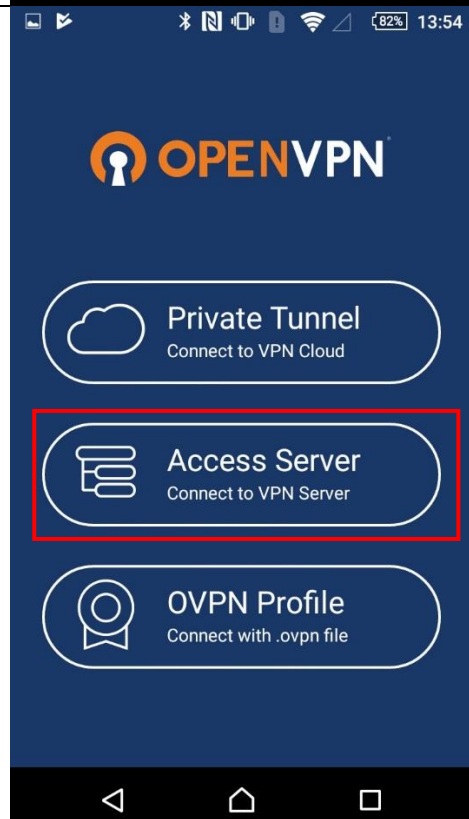 82% 13:54
OPENVPN
Private Tunnel
Connect to VPN Cloud
Access Server
Connect to VPN Server
OVPN Profile
Connect with .ovpn file